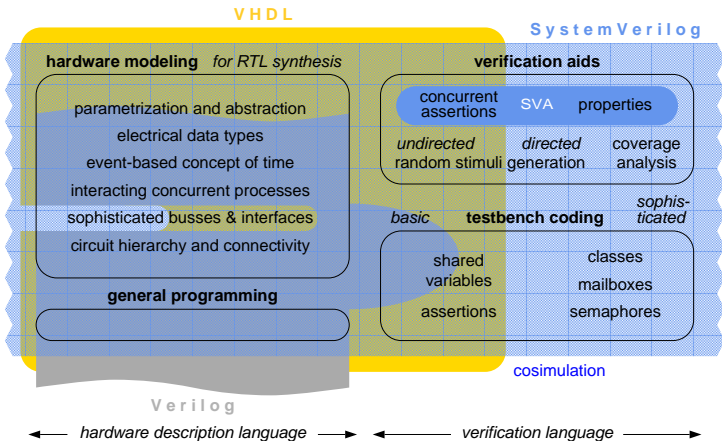 VHDL
SystemVerilog
hardware modeling for RTL synthesis
parametrization and abstraction
electrical data types
event-based concept of time
interacting concurrent processes
sophisticated busses & interfaces
circuit hierarchy and connectivity
general programming
verification aids
concurrent
assertions
SVA
properties
undirected directed
random stimuli generation
coverage
analysis
basic testbench coding
sophis-
ticated
shared
variables
assertions
classes
mailboxes
semaphores
cosimulation
Verilog
hardware description language
verification language